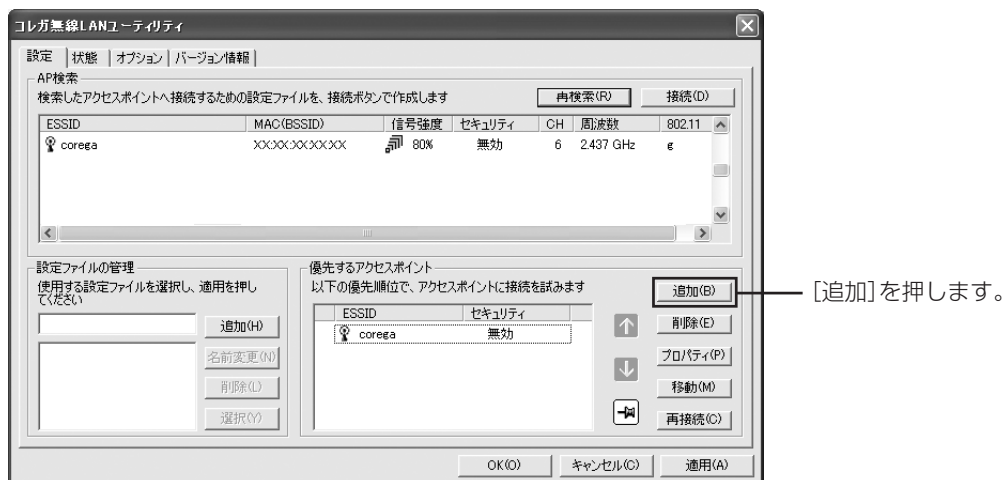 コレガ無線LANユーティリティ
設定 状態 オプション バージョン情報
AP検索
検索したアクセスポイントへ接続するための設定ファイルを、接続ボタンで作成します 再検索(R) 接続(D)
ESSID MAC(BSSID) 信号強度 セキュリティ CH 周波数 802.11
corega XX:XX:XX:XX:XX 80% 無効 6 2.437 GHz g
設定ファイルの管理
使用する設定ファイルを選択し、適用を押し
てください
追加(H)
名前変更(N)
削除(L)
選択(Y)
優先するアクセスポイント
以下の優先順位で、アクセスポイントに接続を試みます
ESSID セキュリティ
corega 無効
追加(B)
削除(E)
プロパティ(P)
移動(M)
再接続(C)
[追加]を押します。
OK(O) キャンセル(C) 適用(A)